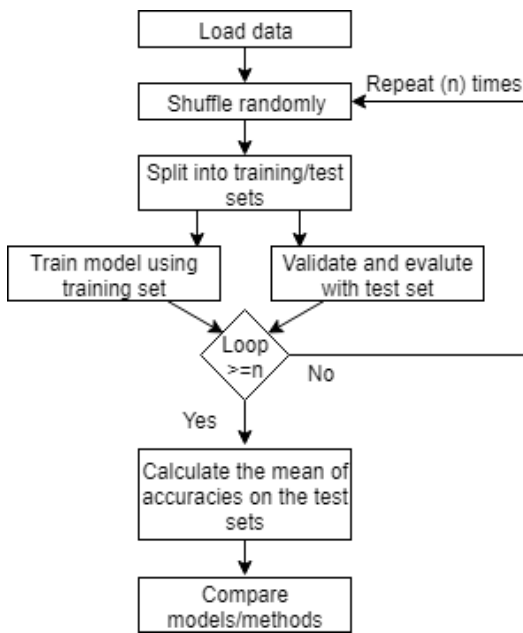 Load data
Repeat (n) times
Shuffle randomly
Split into training/test
sets
Train model using
training set
Validate and evalute
with test set
Loop
>=n
No
Yes
Calculate the mean of
accuracies on the test
sets
Compare
models/methods